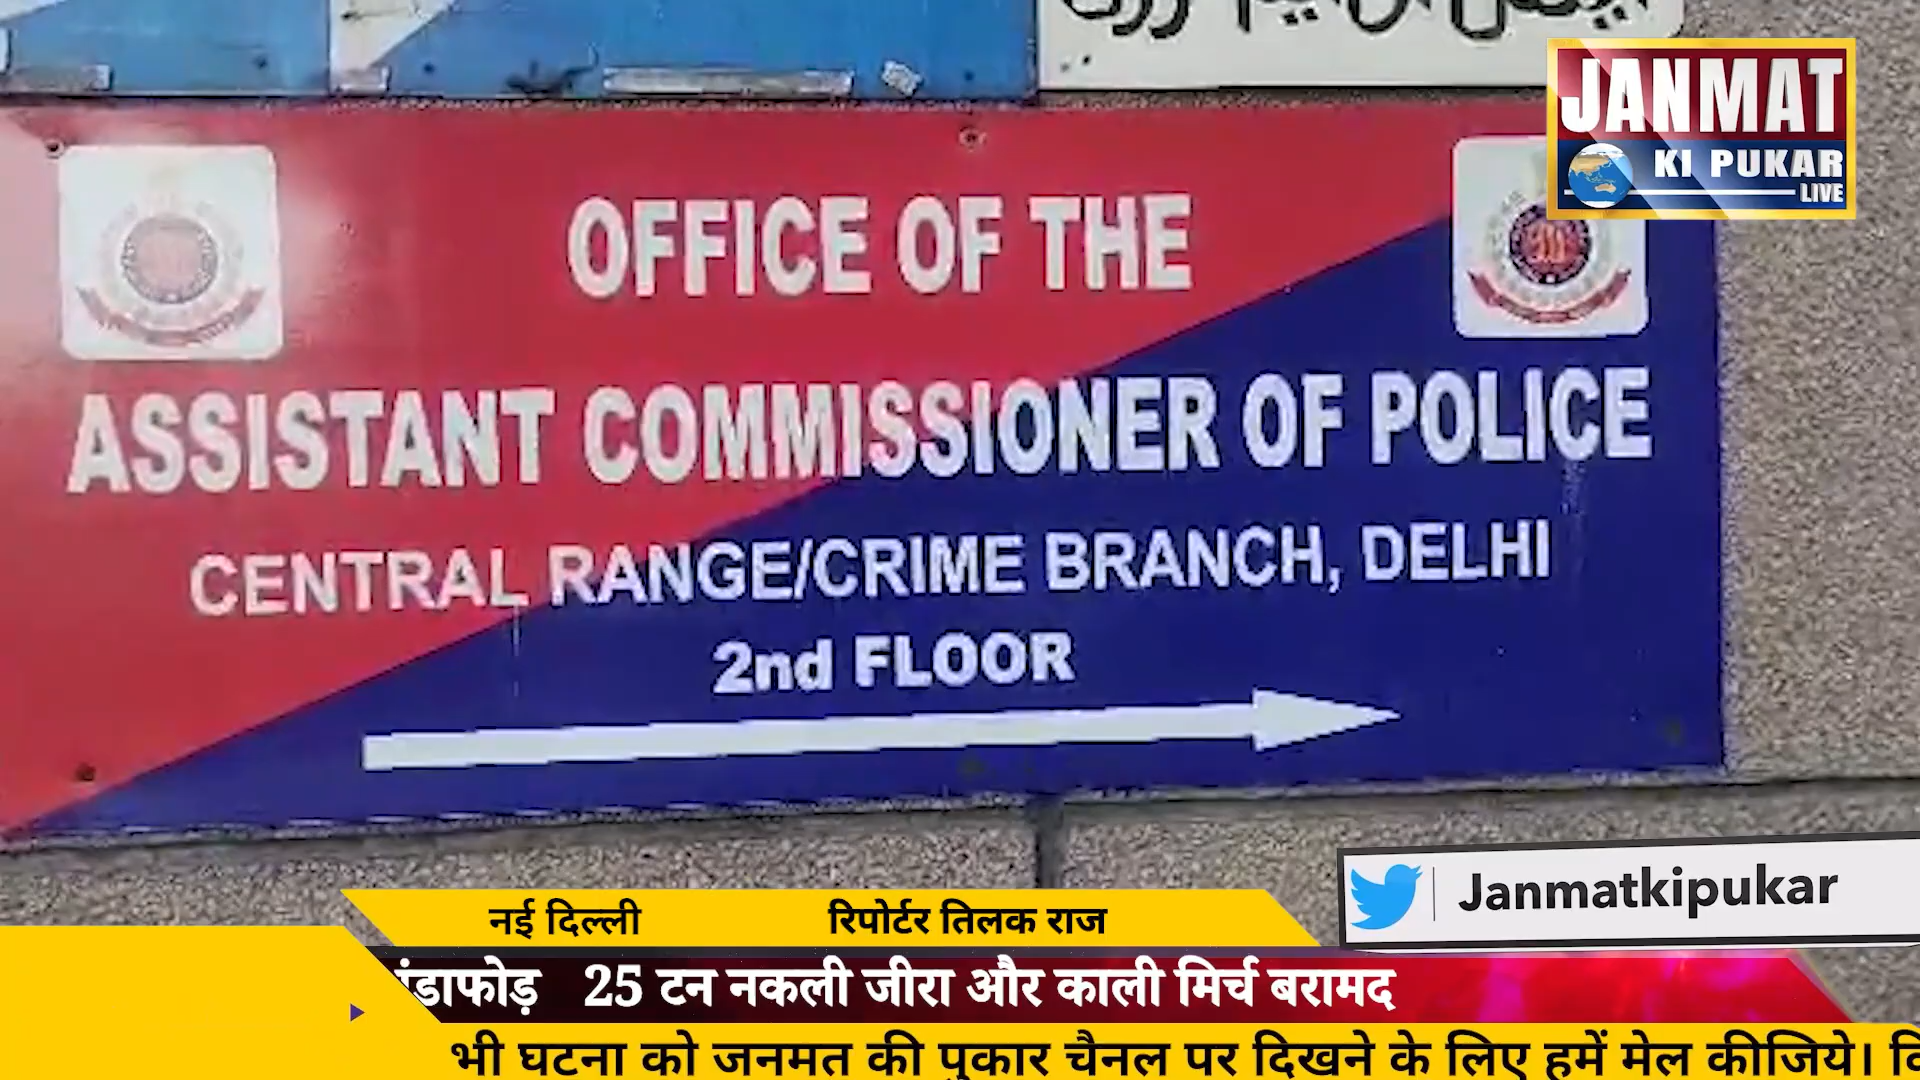 JANMAT
KI PUKAR
LIVE
OFFICE OF THE
ASSISTANT COMMISSIONER OF POLICE
CENTRAL RANGE/CRIME BRANCH, DELHI
2nd FLOOR
Janmatkipukar
नई दिल्ली रिपोर्टर तिलक राज
25 टन नकली जीरा और काली मिर्च बरामद
भी घटना को जनमत की पुकार चैनल पर दिखने के लिए हमें मेल कीजिये।